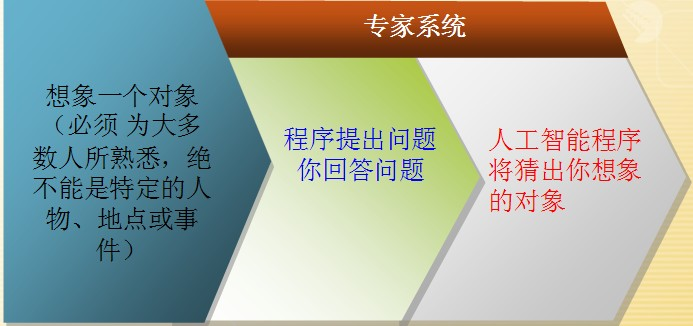 专家系统
想象一个对象
（必须 为大多
数人所熟悉，绝
不能是特定的人
物、地点或事
件）
程序提出问题
你回答问题
人工智能程序
将猜出你想象
的对象